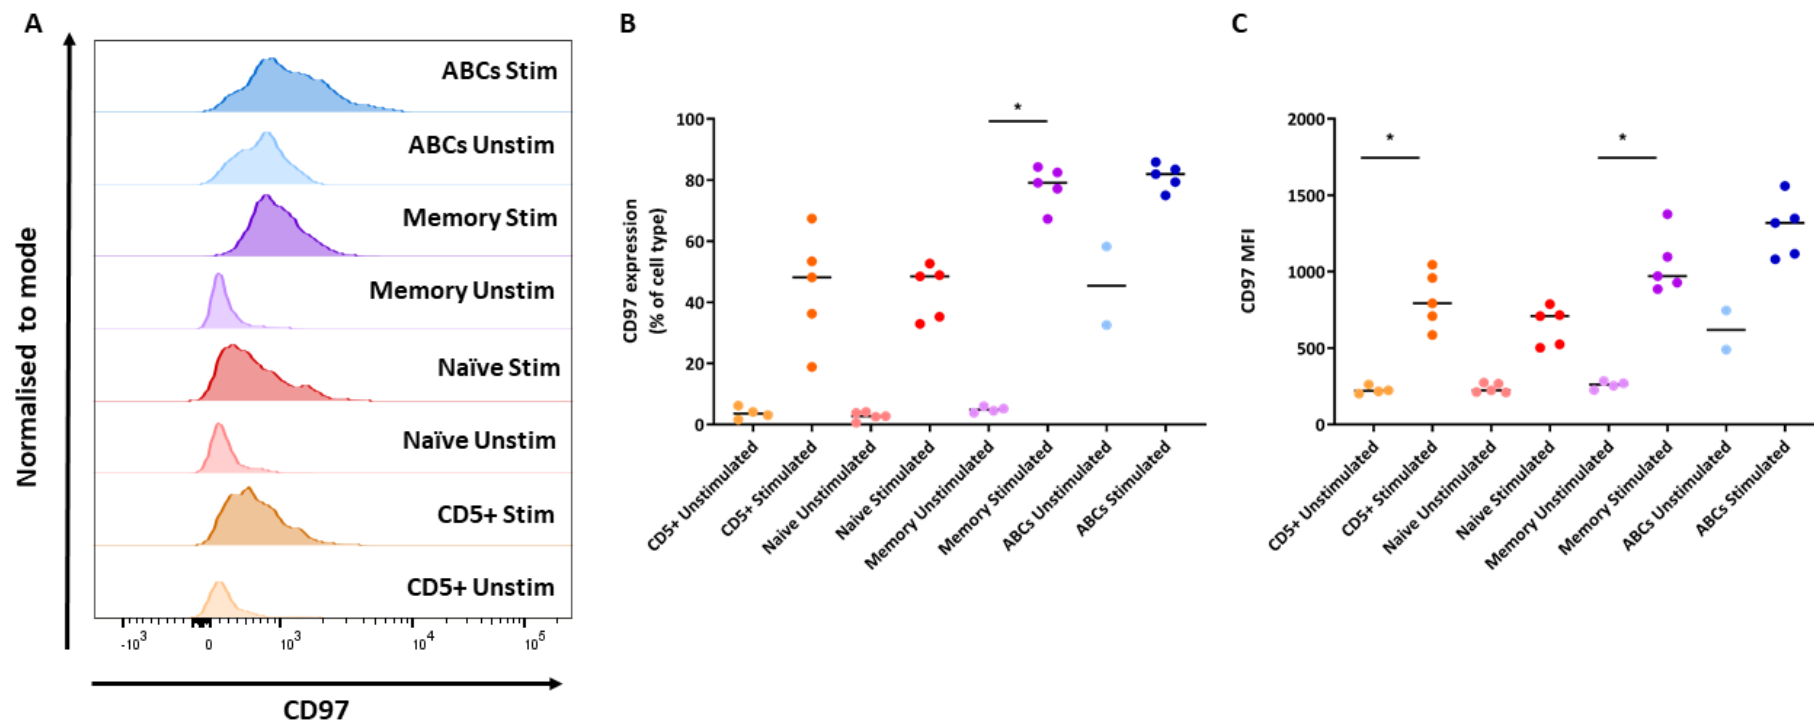 A
Normalised to mode
ABCs Stim
ABCs Unstim
Memory Stim
Memory Unstim
Naïve Stim
Naïve Unstim
CD5+ Stim
CD5+ Unstim
-10³ 0 10³ 10⁴ 10⁵
CD97
B
CD97 expression
(% of cell type)
100
80
60
40
20
0
*
CD5+ Unstimulated
CD5+ Stimulated
Naive Unstimulated
Naive Stimulated
Memory Unstimulated
Memory Stimulated
ABCs Unstimulated
ABCs Stimulated
C
CD97 MFI
2000
1500
1000
500
0
* *
CD5+ Unstimulated
CD5+ Stimulated
Naive Unstimulated
Naive Stimulated
Memory Unstimulated
Memory Stimulated
ABCs Unstimulated
ABCs Stimulated